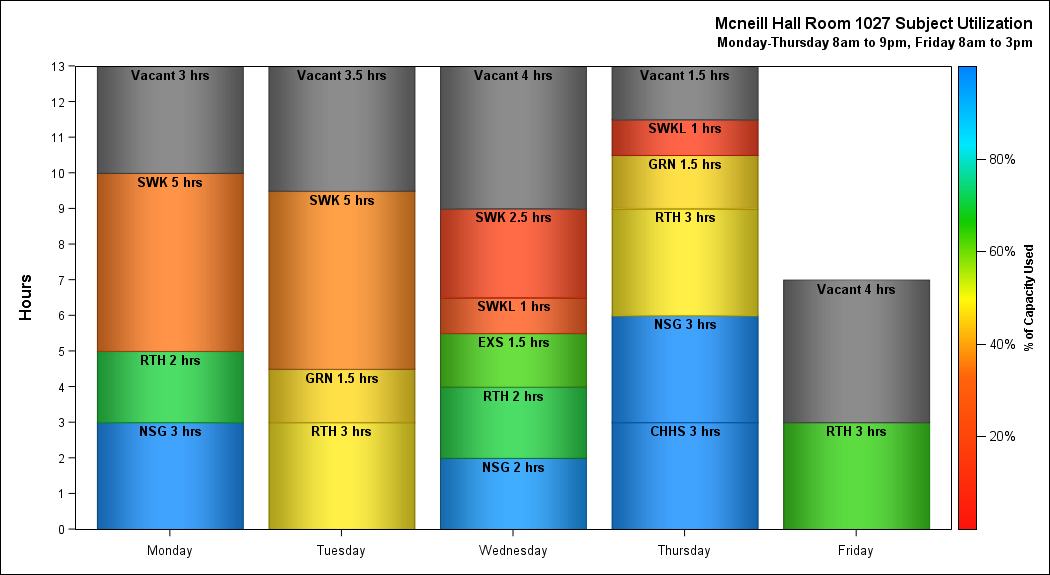 Mcneill Hall Room 1027 Subject Utilization
Monday-Thursday 8am to 9pm, Friday 8am to 3pm
Hours
13
12
11
10
9
8
7
6
5
4
3
2
1
0
Vacant 3 hrs
SWK 5 hrs
RTH 2 hrs
NSG 3 hrs
Vacant 3.5 hrs
SWK 5 hrs
GRN 1.5 hrs
RTH 3 hrs
Vacant 4 hrs
SWK 2.5 hrs
SWKL 1 hrs
EXS 1.5 hrs
RTH 2 hrs
NSG 2 hrs
Vacant 1.5 hrs
SWKL 1 hrs
GRN 1.5 hrs
RTH 3 hrs
NSG 3 hrs
CHHS 3 hrs
Vacant 4 hrs
RTH 3 hrs
Monday
Tuesday
Wednesday
Thursday
Friday
80%
60%
40%
20%
% of Capacity Used